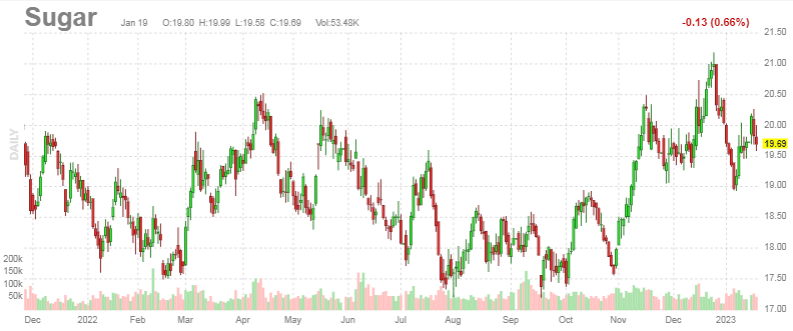 Sugar
Jan 19 O:19.80 H:19.99 L:19.58 C:19.69 Vol:53.48K
-0.13 (0.66%)
21.50
21.00
20.50
20.00
19.69
19.50
19.00
18.50
18.00
17.50
17.00
DAILY
200k
150k
100k
50k
Dec 2022 Feb Mar Apr May Jun Jul Aug Sep Oct Nov Dec 2023